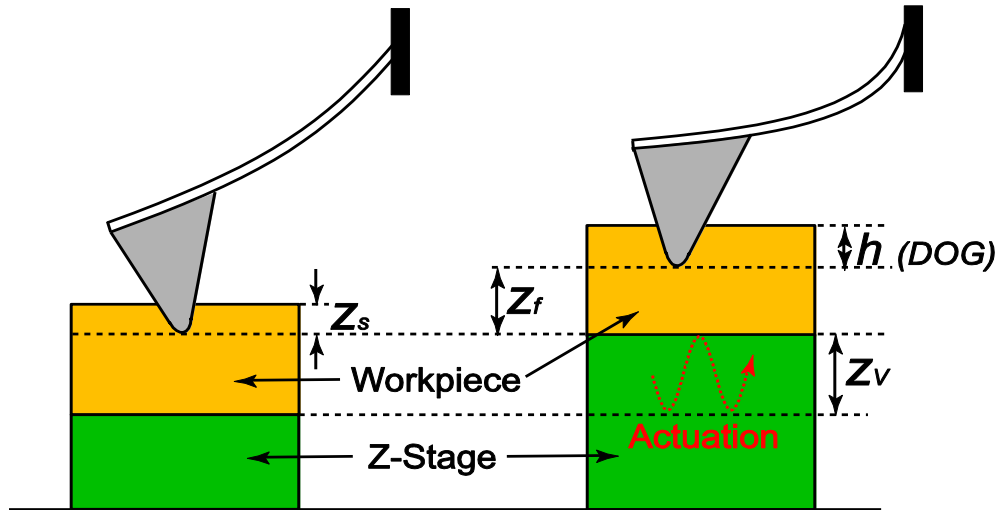 h (DOG)
Zf
Zs
Workpiece
Zv
Actuation
Z-Stage